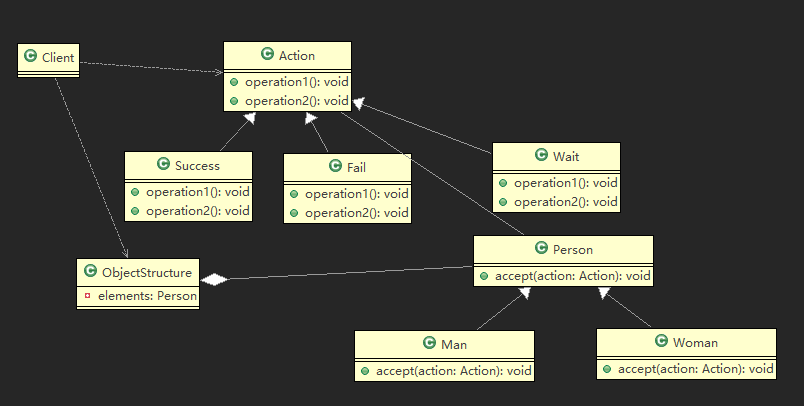 Client
Action
operation1(): void
operation2(): void
Success
operation1(): void
operation2(): void
Fail
operation1(): void
operation2(): void
Wait
operation1(): void
operation2(): void
ObjectStructure
elements: Person
Person
accept(action: Action): void
Man
accept(action: Action): void
Woman
accept(action: Action): void